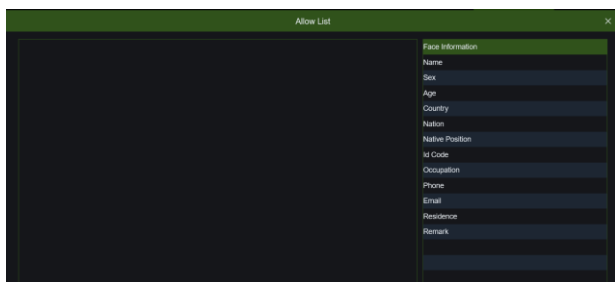 Allow List
Face Information
Name
Sex
Age
Country
Nation
Native Position
Id Code
Occupation
Phone
Email
Residence
Remark